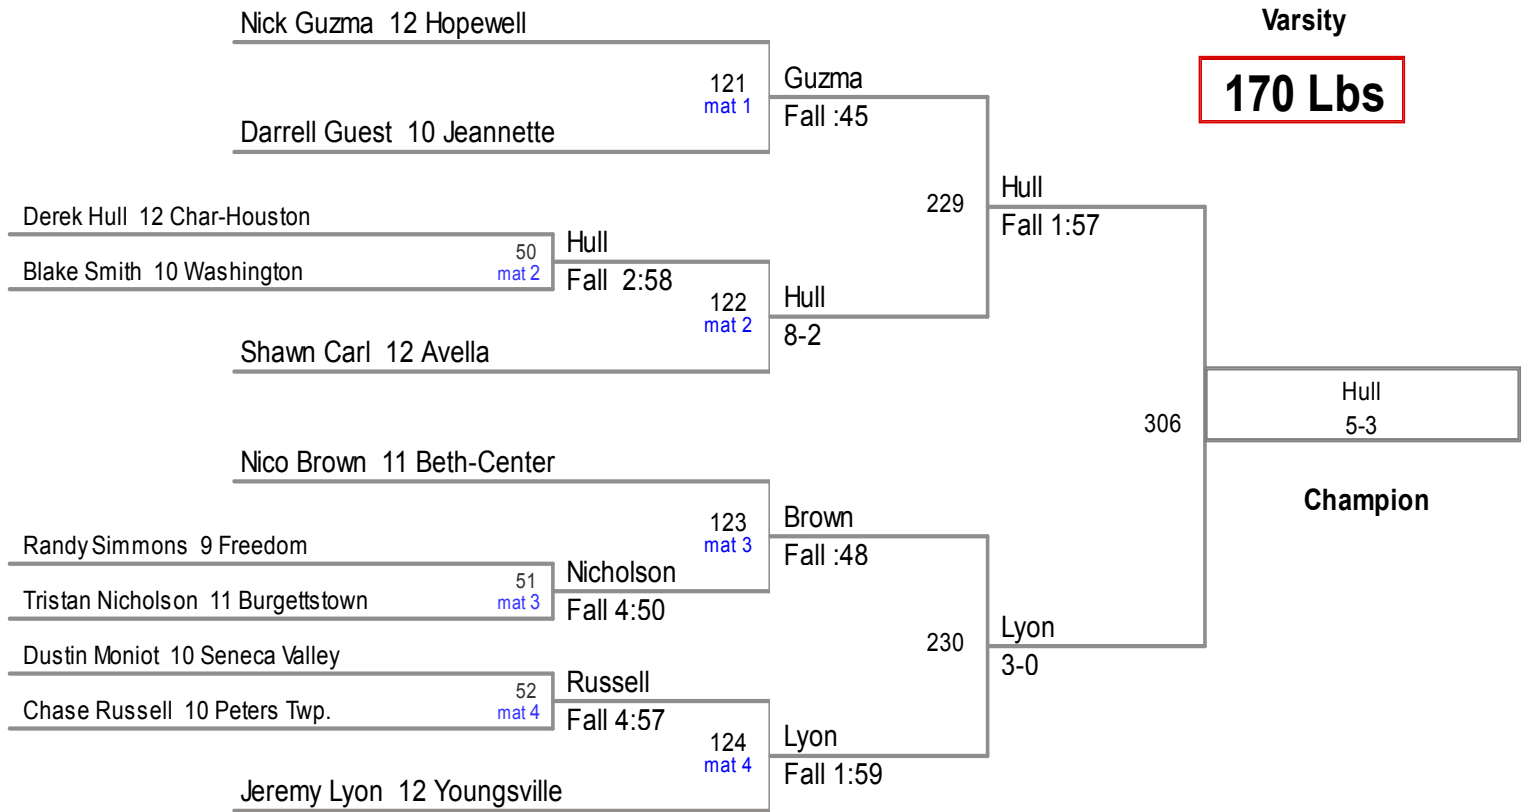 Nick Guzma 12 Hopewell
Varsity
170 Lbs
121
mat 1
Guzma
Fall :45
Darrell Guest 10 Jeannette
Derek Hull 12 Char-Houston
50
mat 2
Blake Smith 10 Washington
Hull
Fall 2:58
229
Hull
Fall 1:57
122
mat 2
Hull
8-2
Shawn Carl 12 Avella
306
Hull
5-3
Champion
Nico Brown 11 Beth-Center
123
mat 3
Brown
Fall :48
Randy Simmons 9 Freedom
51
mat 3
Tristan Nicholson 11 Burgettstown
Nicholson
Fall 4:50
230
Lyon
3-0
Dustin Moniot 10 Seneca Valley
52
mat 4
Chase Russell 10 Peters Twp.
Russell
Fall 4:57
124
mat 4
Lyon
Fall 1:59
Jeremy Lyon 12 Youngsville